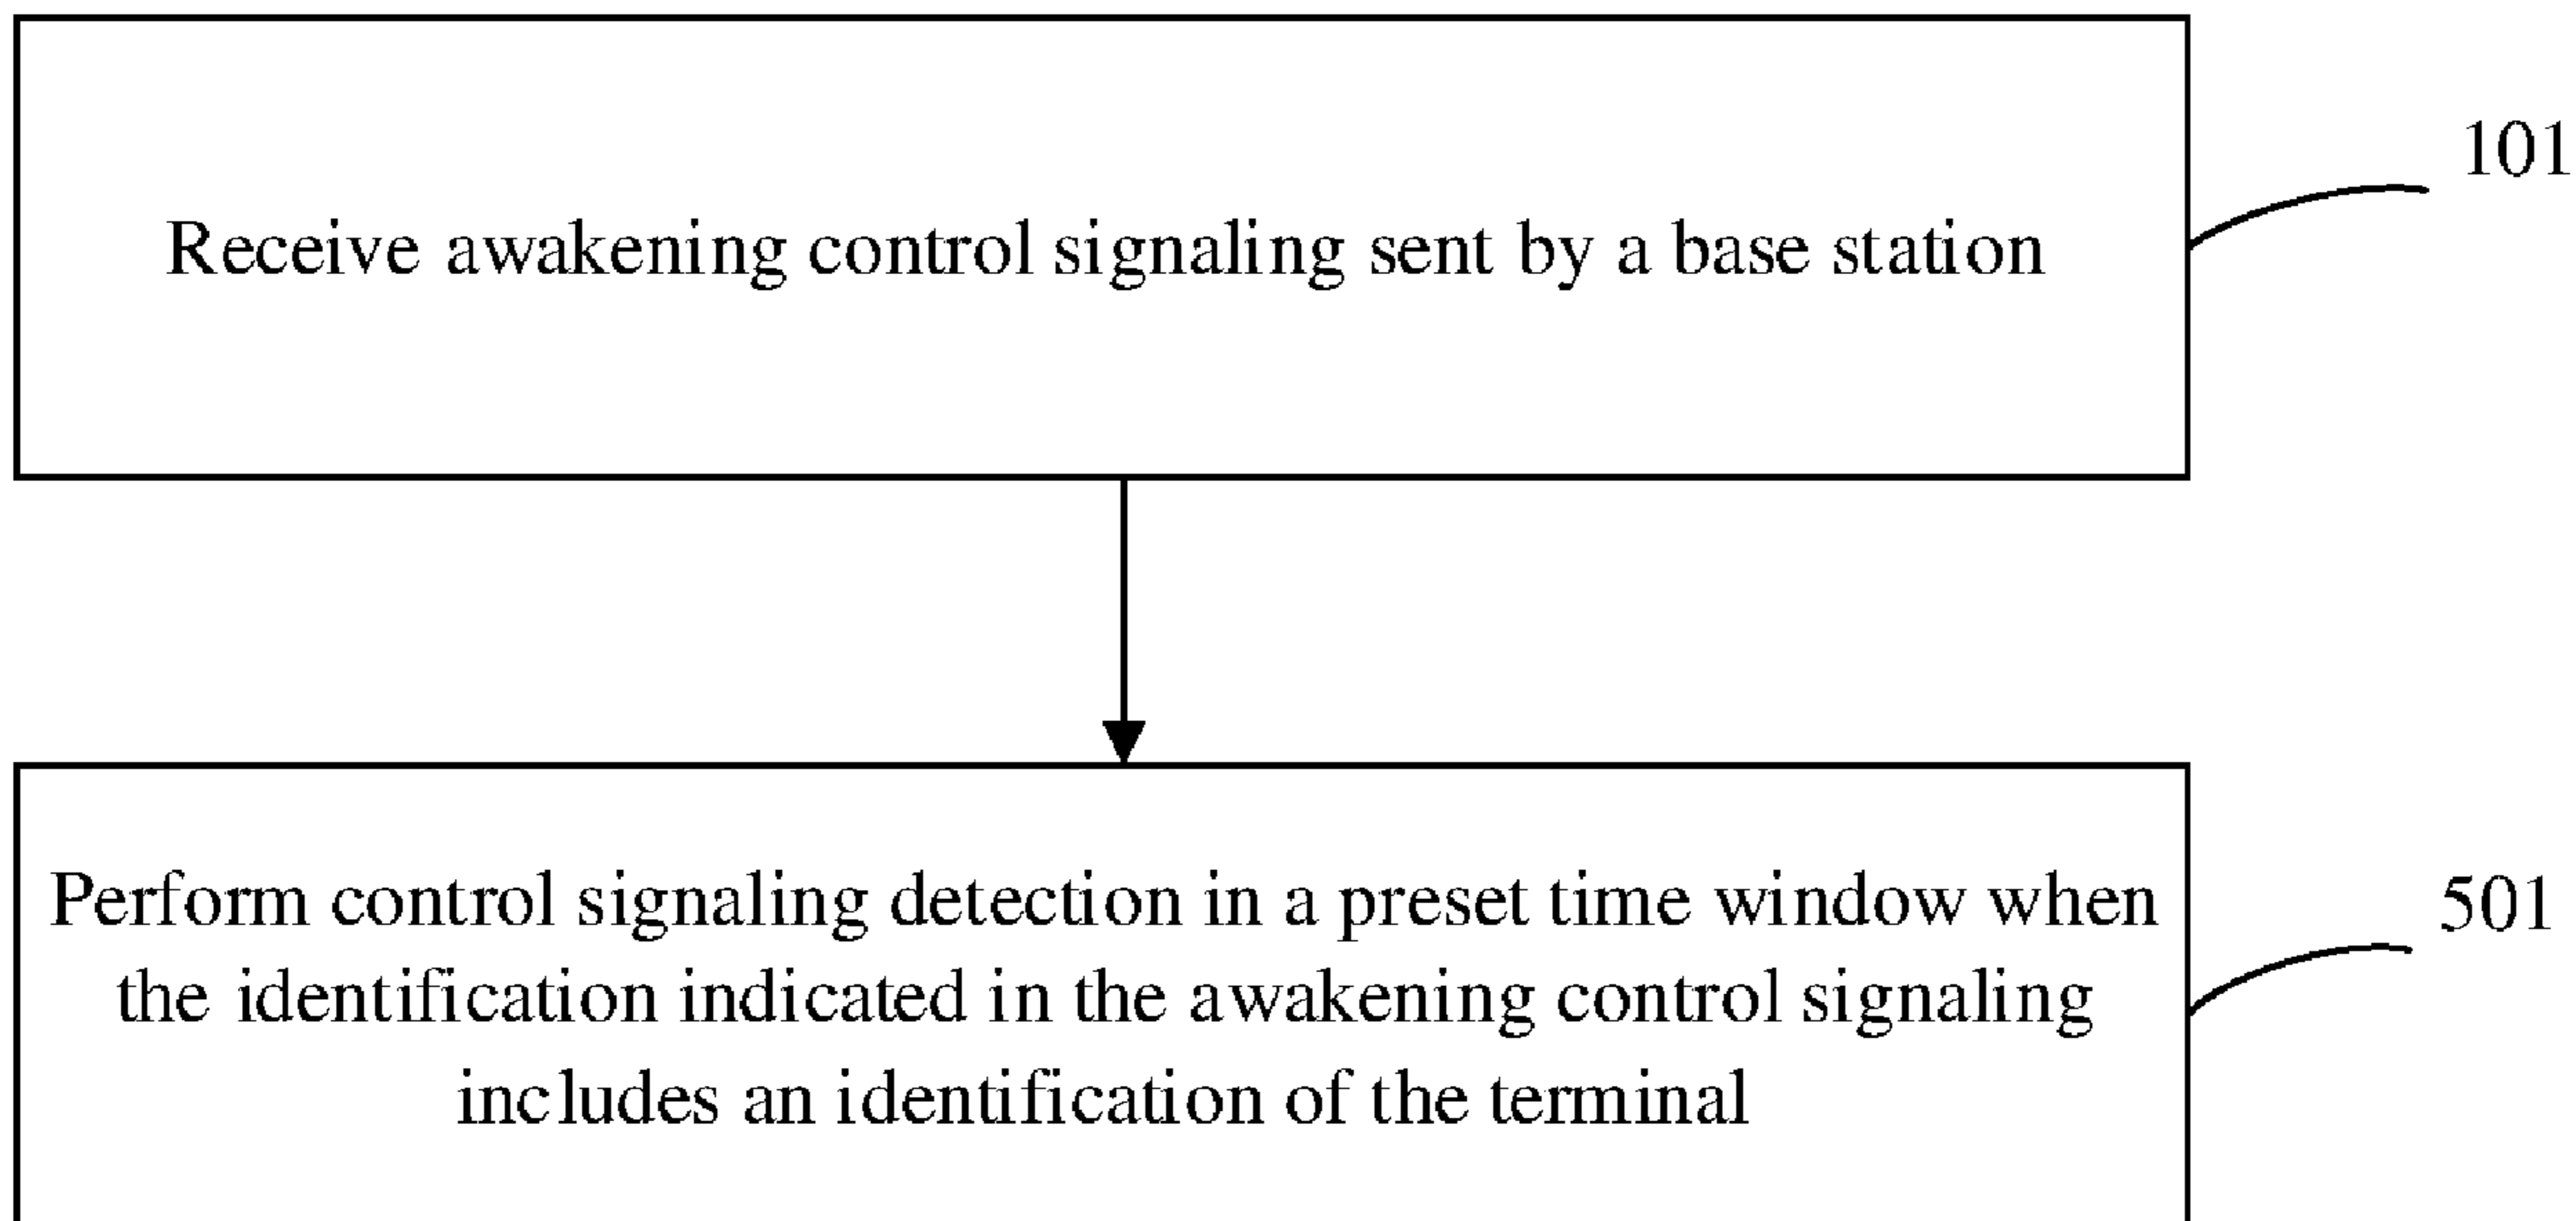 Receive awakening control signaling sent by a base station
101
Perform control signaling detection in a preset time window when
the identification indicated in the awakening control signaling
includes an identification of the terminal
501